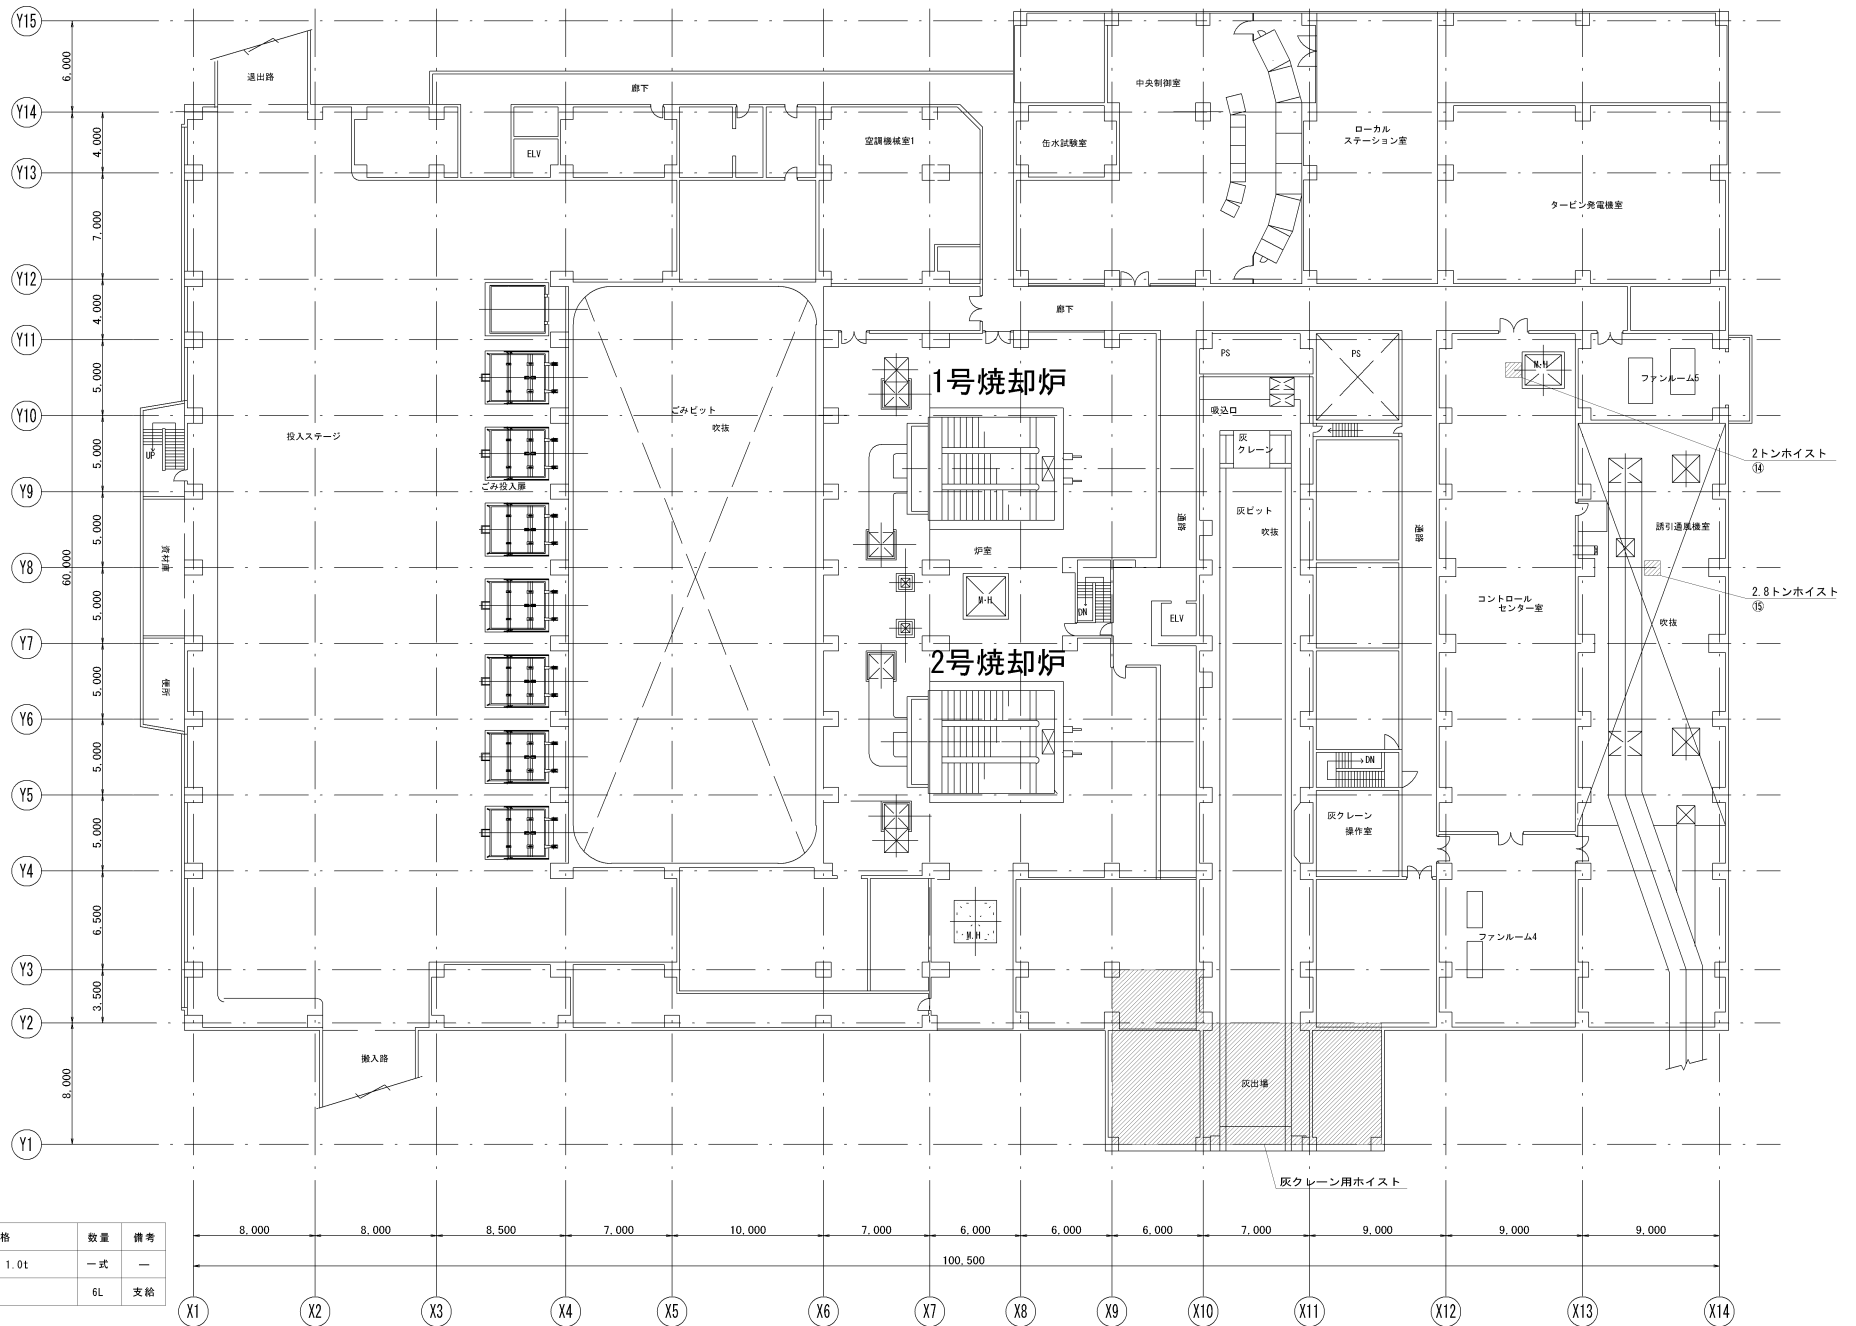 Y15
退出路
6,000
中央制御室
廊下
Y14
4,000
ELV
空調機械室1
缶水試験室
ローカル
ステーション室
Y13
7,000
タービン発電機室
Y12
4,000
廊下
Y11
PS
PS
M・H
1号焼却炉
ファンルーム5
5,000
Y10
ごみピット
吹抜
吸込口
投入ステージ
灰
クレーン
UP
2トンホイスト
⑭
5,000
Y9
ごみ投入扉
灰ピット
吹抜
通路
通路
誘引通風機室
5,000
炉室
資材庫
Y8
60,000
2.8トンホイスト
⑮
M・H
DN
コントロール
センター室
5,000
ELV
吹抜
Y7
2号焼却炉
便所
5,000
Y6
5,000
DN
Y5
灰クレーン
操作室
5,000
Y4
6,500
M.H
ファンルーム4
Y3
3,500
Y2
搬入路
8,000
灰出場
Y1
灰クレーン用ホイスト
格
数量
備考
1.0t
一式
―
6L
支給
8,000
8,000
8,500
7,000
10,000
7,000
6,000
6,000
6,000
7,000
9,000
9,000
9,000
100,500
X1
X2
X3
X4
X5
X6
X7
X8
X9
X10
X11
X12
X13
X14